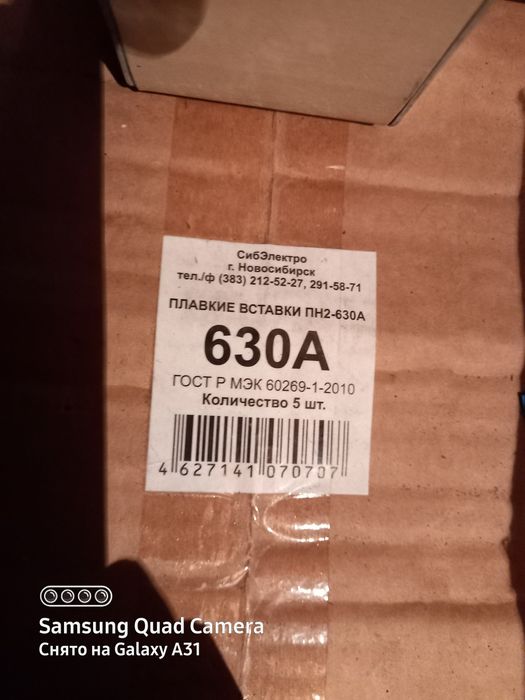 СибЭлектро
г. Новосибирск
тел./ф (383) 212-52-27, 291-58-71
ПЛАВКИЕ ВСТАВКИ ПН2-630А
630А
ГОСТ Р МЭК 60269-1-2010
Количество 5 шт.
4 627141 070707
Samsung Quad Camera
Снято на Galaxy A31